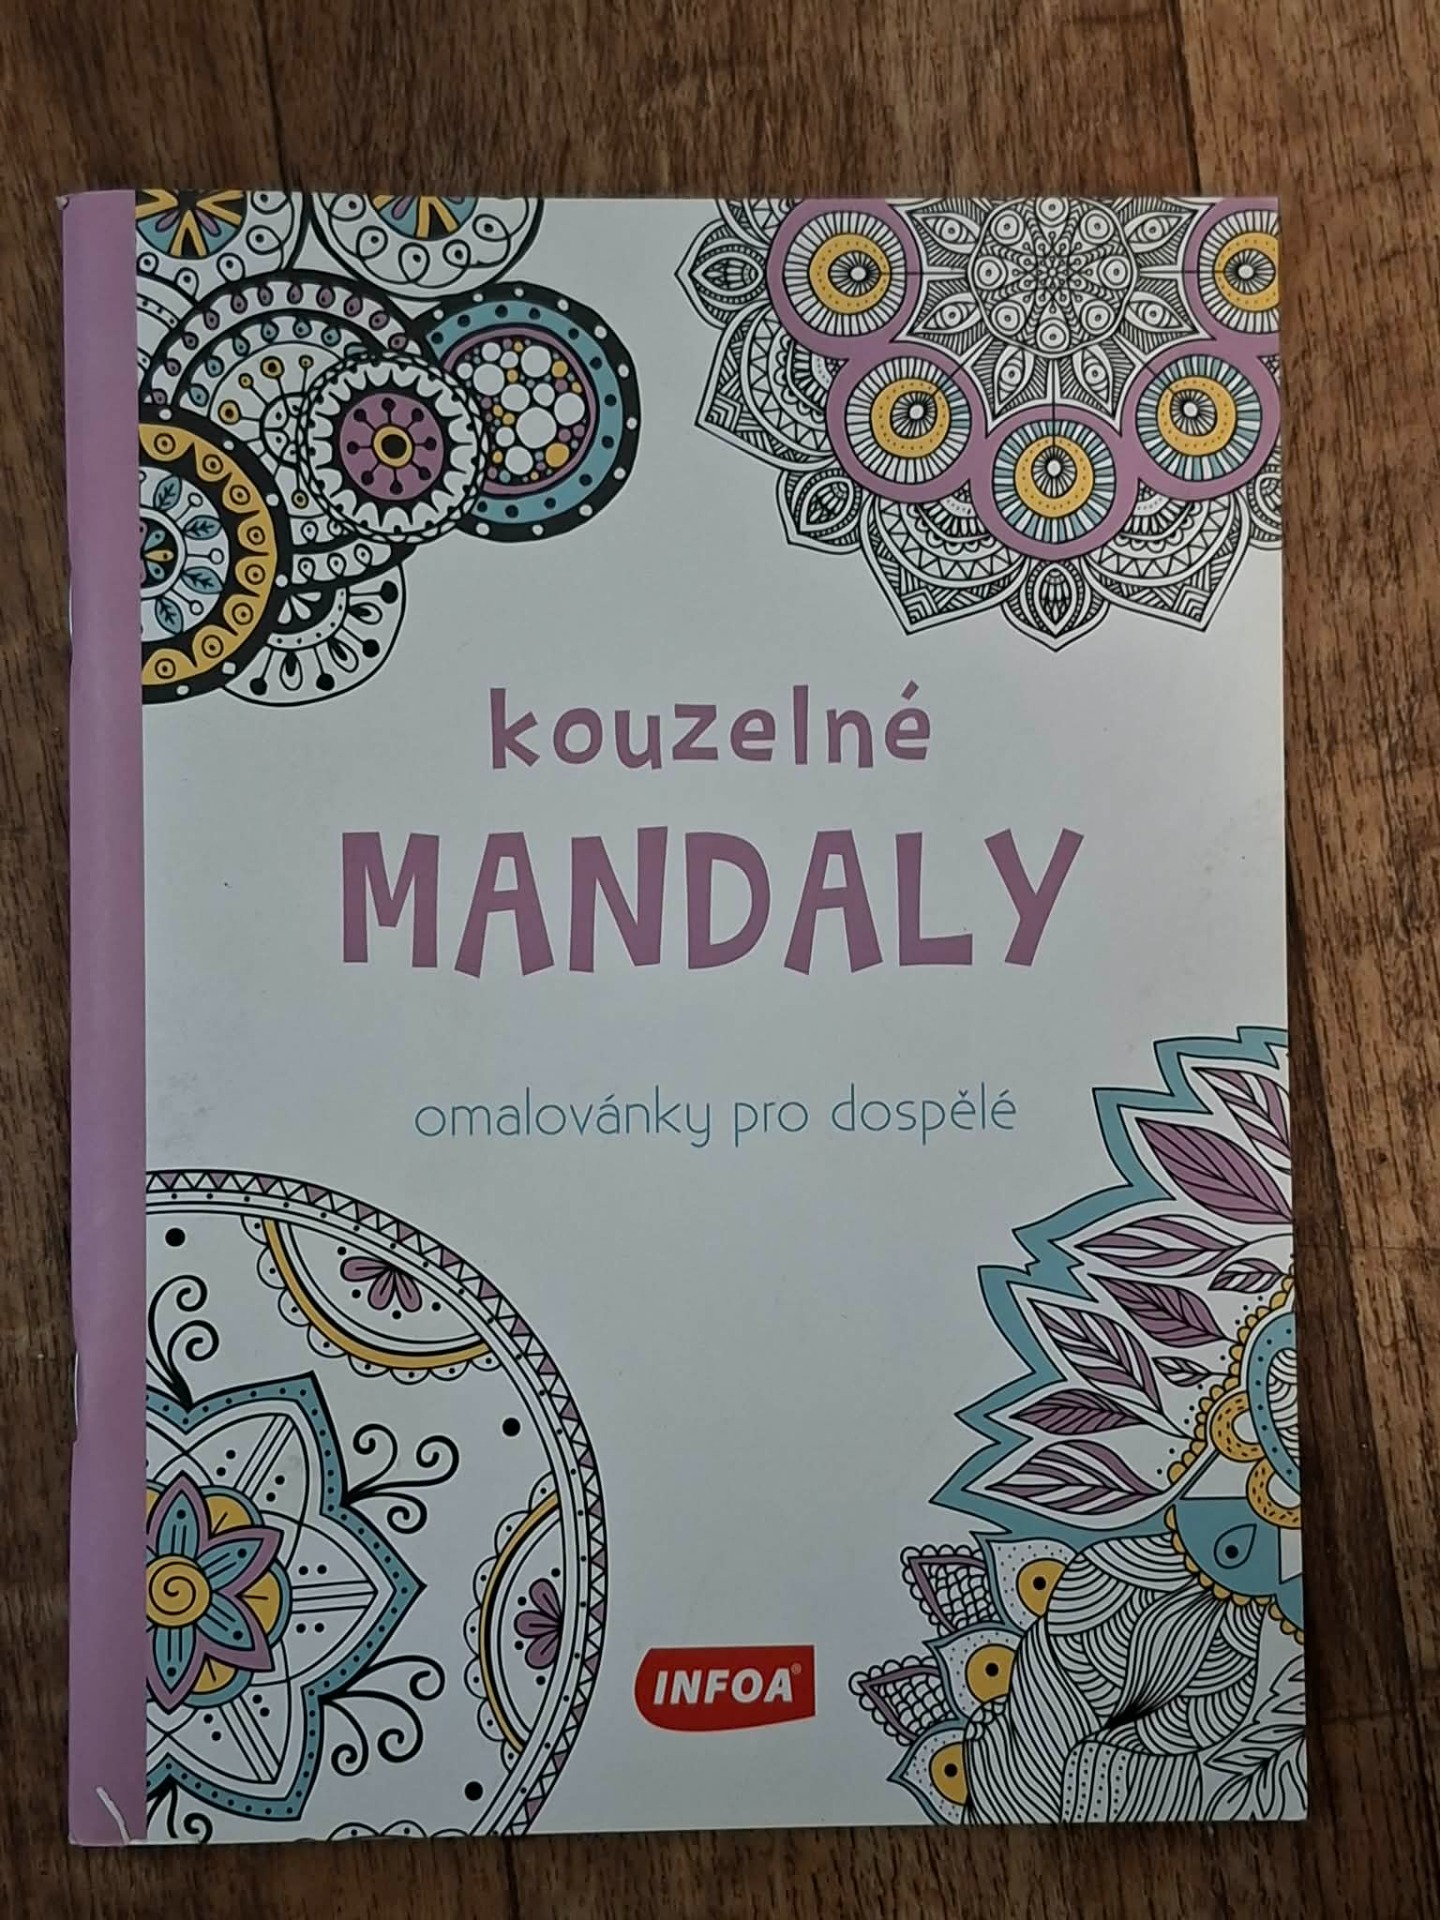 kouzelné
MANDALY
omalovánky pro dospělé
INFOA®